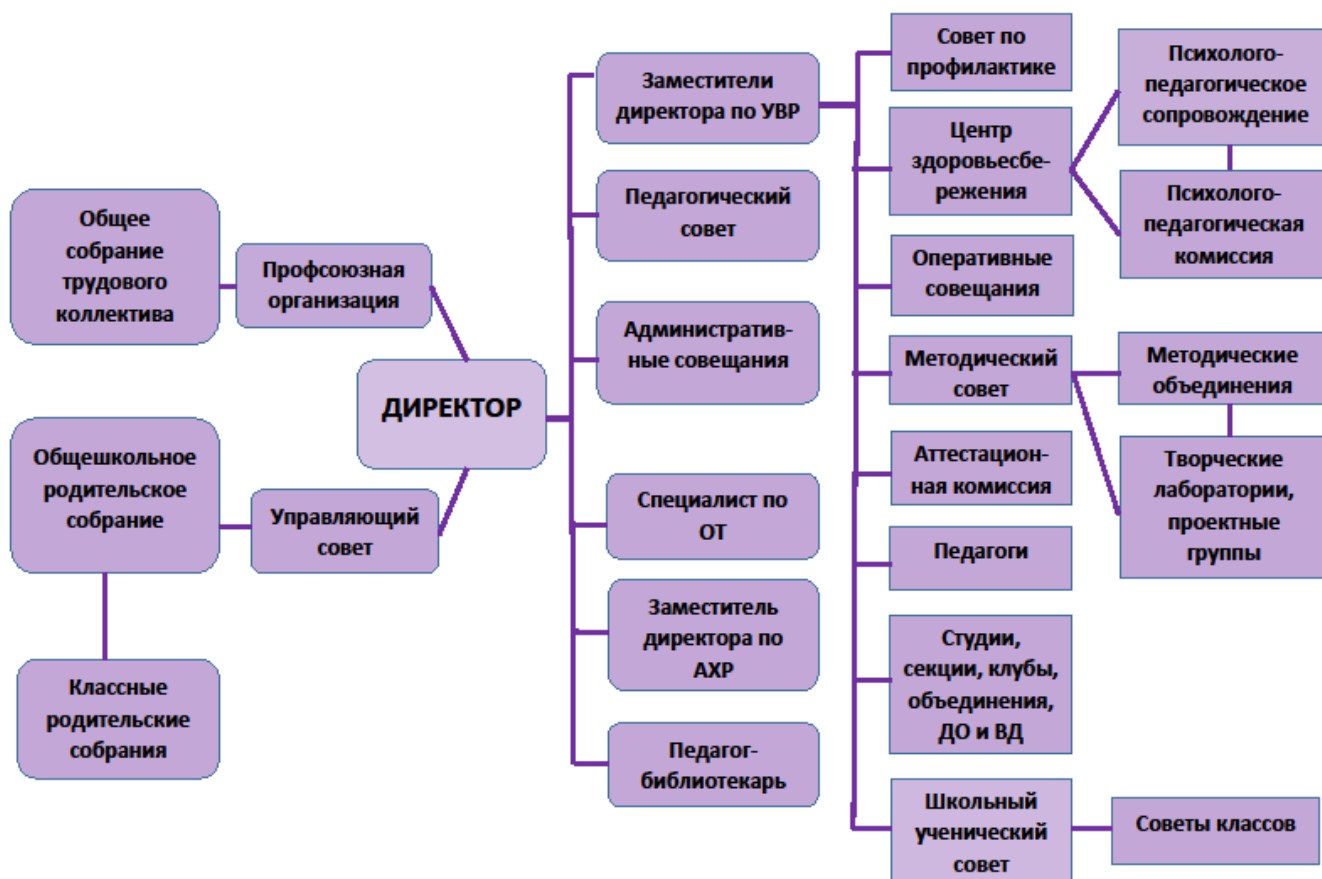 Общее
собрание
трудового
коллектива
Профсоюзная
организация
Общешкольное
родительское
собрание
Управляющий
совет
Классные
родительские
собрания
ДИРЕКТОР
Заместители
директора по УВР
Педагогический
совет
Административ-
ные совещания
Специалист по
ОТ
Заместитель
директора по
АХР
Педагог-
библиотекарь
Совет по
профилактике
Центр
здоровьесбе-
режения
Оперативные
совещания
Методический
совет
Аттестацион-
ная комиссия
Педагоги
Студии,
секции, клубы,
объединения,
ДО и ВД
Школьный
ученический
совет
Психолого-
педагогическое
сопровождение
Психолого-
педагогическая
комиссия
Методические
объединения
Творческие
лаборатории,
проектные
группы
Советы классов